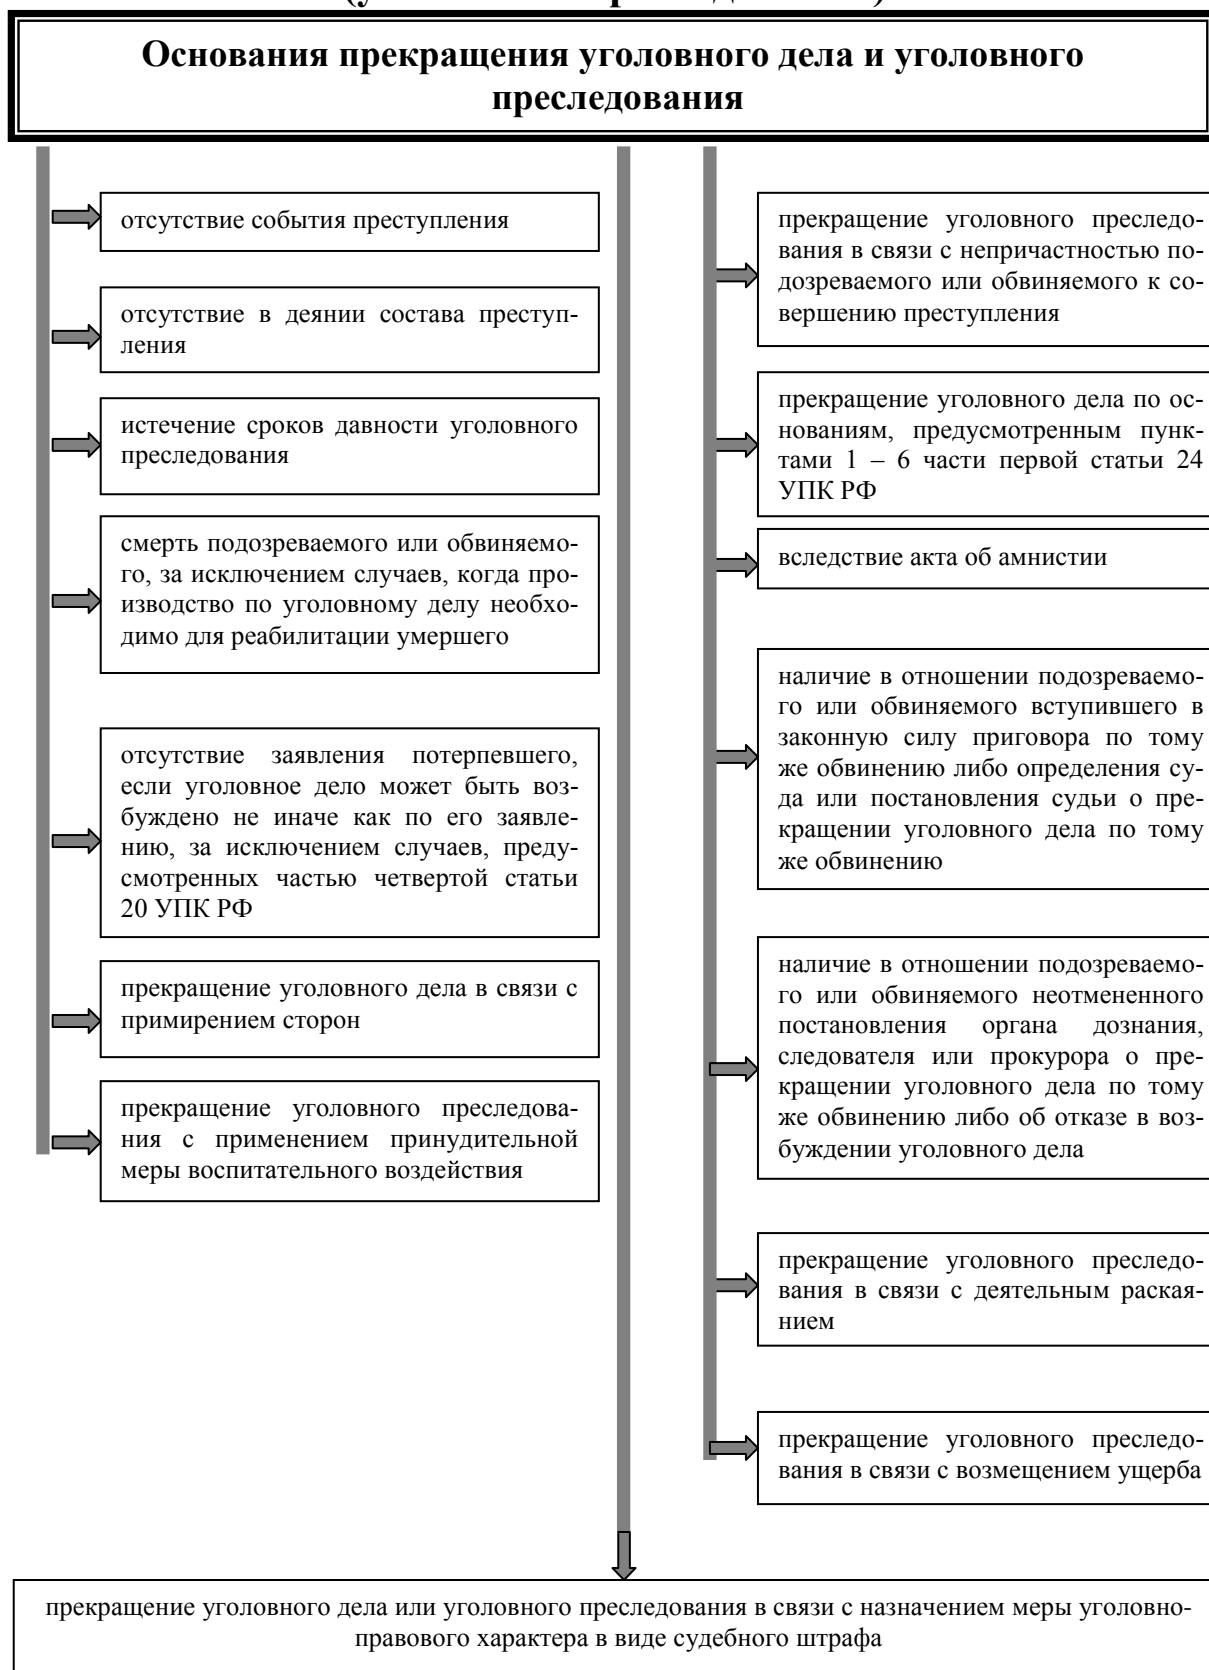 Основания прекращения уголовного дела и уголовного
преследования
отсутствие события преступления
отсутствие в деянии состава преступ-
ления
истечение сроков давности уголовного
преследования
смерть подозреваемого или обвиняемо-
го, за исключением случаев, когда про-
изводство по уголовному делу необхо-
димо для реабилитации умершего
отсутствие заявления потерпевшего,
если уголовное дело может быть воз-
буждено не иначе как по его заявле-
нию, за исключением случаев, преду-
смотренных частью четвертой статьи
20 УПК РФ
прекращение уголовного дела в связи с
примирением сторон
прекращение уголовного преследова-
ния с применением принудительной
меры воспитательного воздействия
прекращение уголовного преследо-
вания в связи с непричастностью по-
дозреваемого или обвиняемого к со-
вершению преступления
прекращение уголовного дела по ос-
нованиям, предусмотренным пунк-
тами 1 – 6 части первой статьи 24
УПК РФ
вследствие акта об амнистии
наличие в отношении подозреваемо-
го или обвиняемого вступившего в
законную силу приговора по тому
же обвинению либо определения су-
да или постановления судьи о пре-
кращении уголовного дела по тому
же обвинению
наличие в отношении подозреваемо-
го или обвиняемого неотмененного
постановления органа дознания,
следователя или прокурора о пре-
кращении уголовного дела по тому
же обвинению либо об отказе в воз-
буждении уголовного дела
прекращение уголовного преследо-
вания в связи с деятельным раская-
нием
прекращение уголовного преследо-
вания в связи с возмещением ущерба
прекращение уголовного дела или уголовного преследования в связи с назначением меры уголовно-
правового характера в виде судебного штрафа